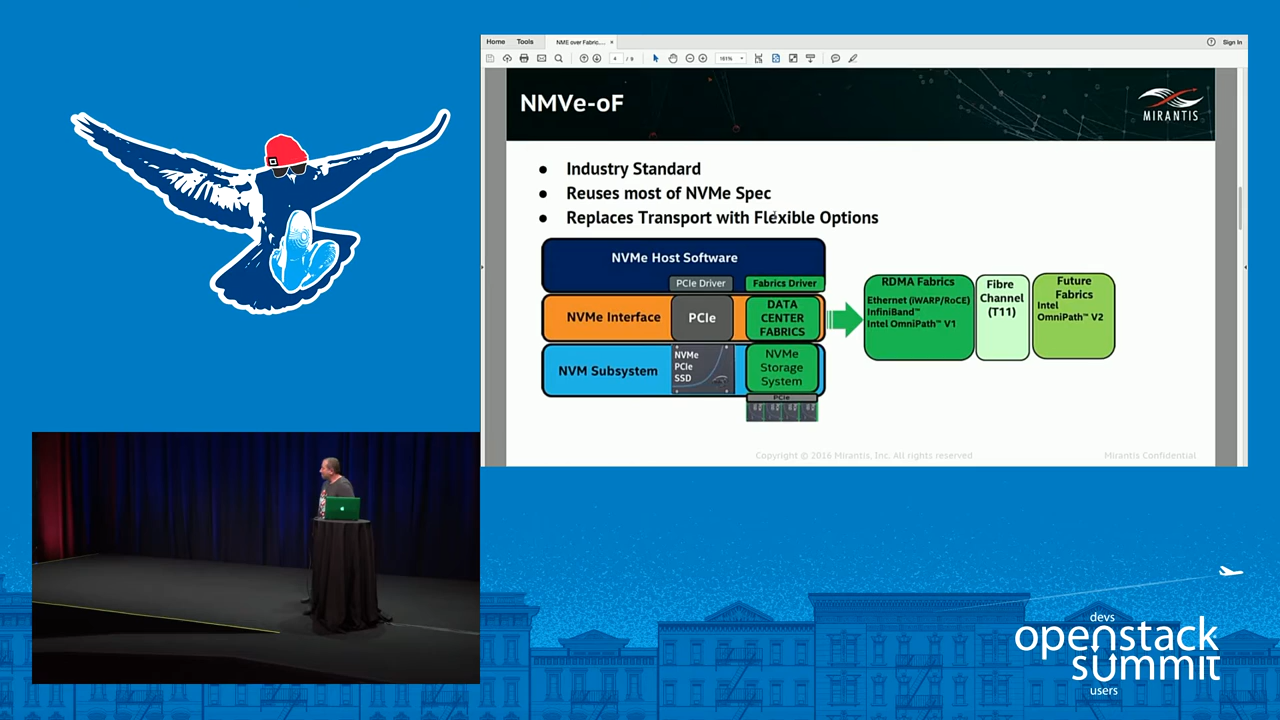 Home Tools NME over Fabric.... × Sign In
4 / 9 161%
NMVe-oF
MIRANTIS
● Industry Standard
● Reuses most of NVMe Spec
● Replaces Transport with Flexible Options
NVMe Host Software
PCIe Driver Fabrics Driver
NVMe Interface
PCIe
DATA
CENTER
FABRICS
NVM Subsystem
NVMe
PCIe
SSD
NVMe
Storage
System
PCIe
RDMA Fabrics
Ethernet (iWARP/RoCE)
InfiniBand™
Intel OmniPath™ V1
Fibre
Channel
(T11)
Future
Fabrics
Intel
OmniPath™ V2
Copyright © 2016 Mirantis, Inc. All rights reserved
Mirantis Confidential
devs
openstack
summit
users